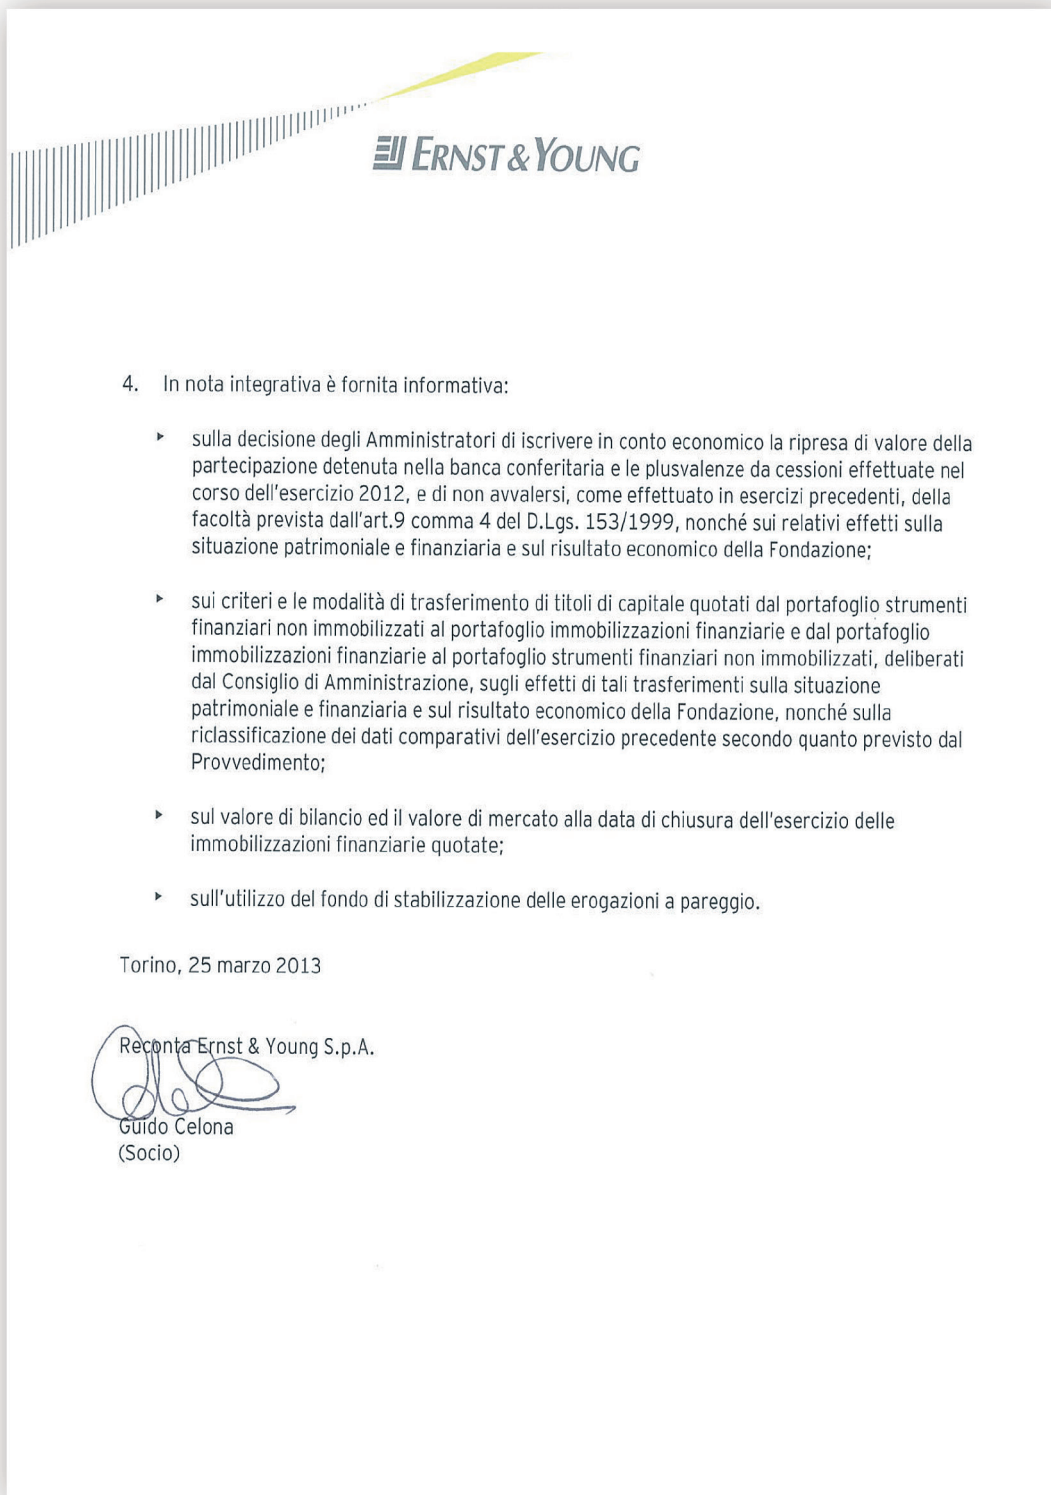 ERNST & YOUNG
4. In nota integrativa è fornita informativa:
‣ sulla decisione degli Amministratori di iscrivere in conto economico la ripresa di valore della
partecipazione detenuta nella banca conferitaria e le plusvalenze da cessioni effettuate nel
corso dell'esercizio 2012, e di non avvalersi, come effettuato in esercizi precedenti, della
facoltà prevista dall'art.9 comma 4 del D.Lgs. 153/1999, nonché sui relativi effetti sulla
situazione patrimoniale e finanziaria e sul risultato economico della Fondazione;
‣ sui criteri e le modalità di trasferimento di titoli di capitale quotati dal portafoglio strumenti
finanziari non immobilizzati al portafoglio immobilizzazioni finanziarie e dal portafoglio
immobilizzazioni finanziarie al portafoglio strumenti finanziari non immobilizzati, deliberati
dal Consiglio di Amministrazione, sugli effetti di tali trasferimenti sulla situazione
patrimoniale e finanziaria e sul risultato economico della Fondazione, nonché sulla
riclassificazione dei dati comparativi dell'esercizio precedente secondo quanto previsto dal
Provvedimento;
‣ sul valore di bilancio ed il valore di mercato alla data di chiusura dell'esercizio delle
immobilizzazioni finanziarie quotate;
‣ sull'utilizzo del fondo di stabilizzazione delle erogazioni a pareggio.
Torino, 25 marzo 2013
Reconta Ernst & Young S.p.A.
Guido Celona
(Socio)